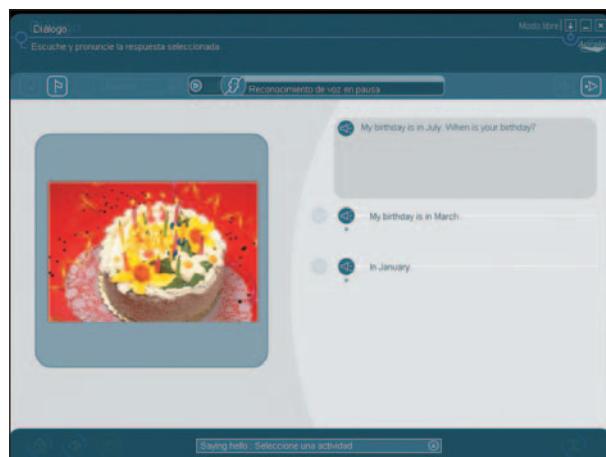 Diálogo
Modo libre
Escuche y pronuncie la respuesta seleccionada
Reconocimiento de voz en pausa
My birthday is in July. When is your birthday?
My birthday is in March.
In January.
Saying hello : Seleccione una actividad